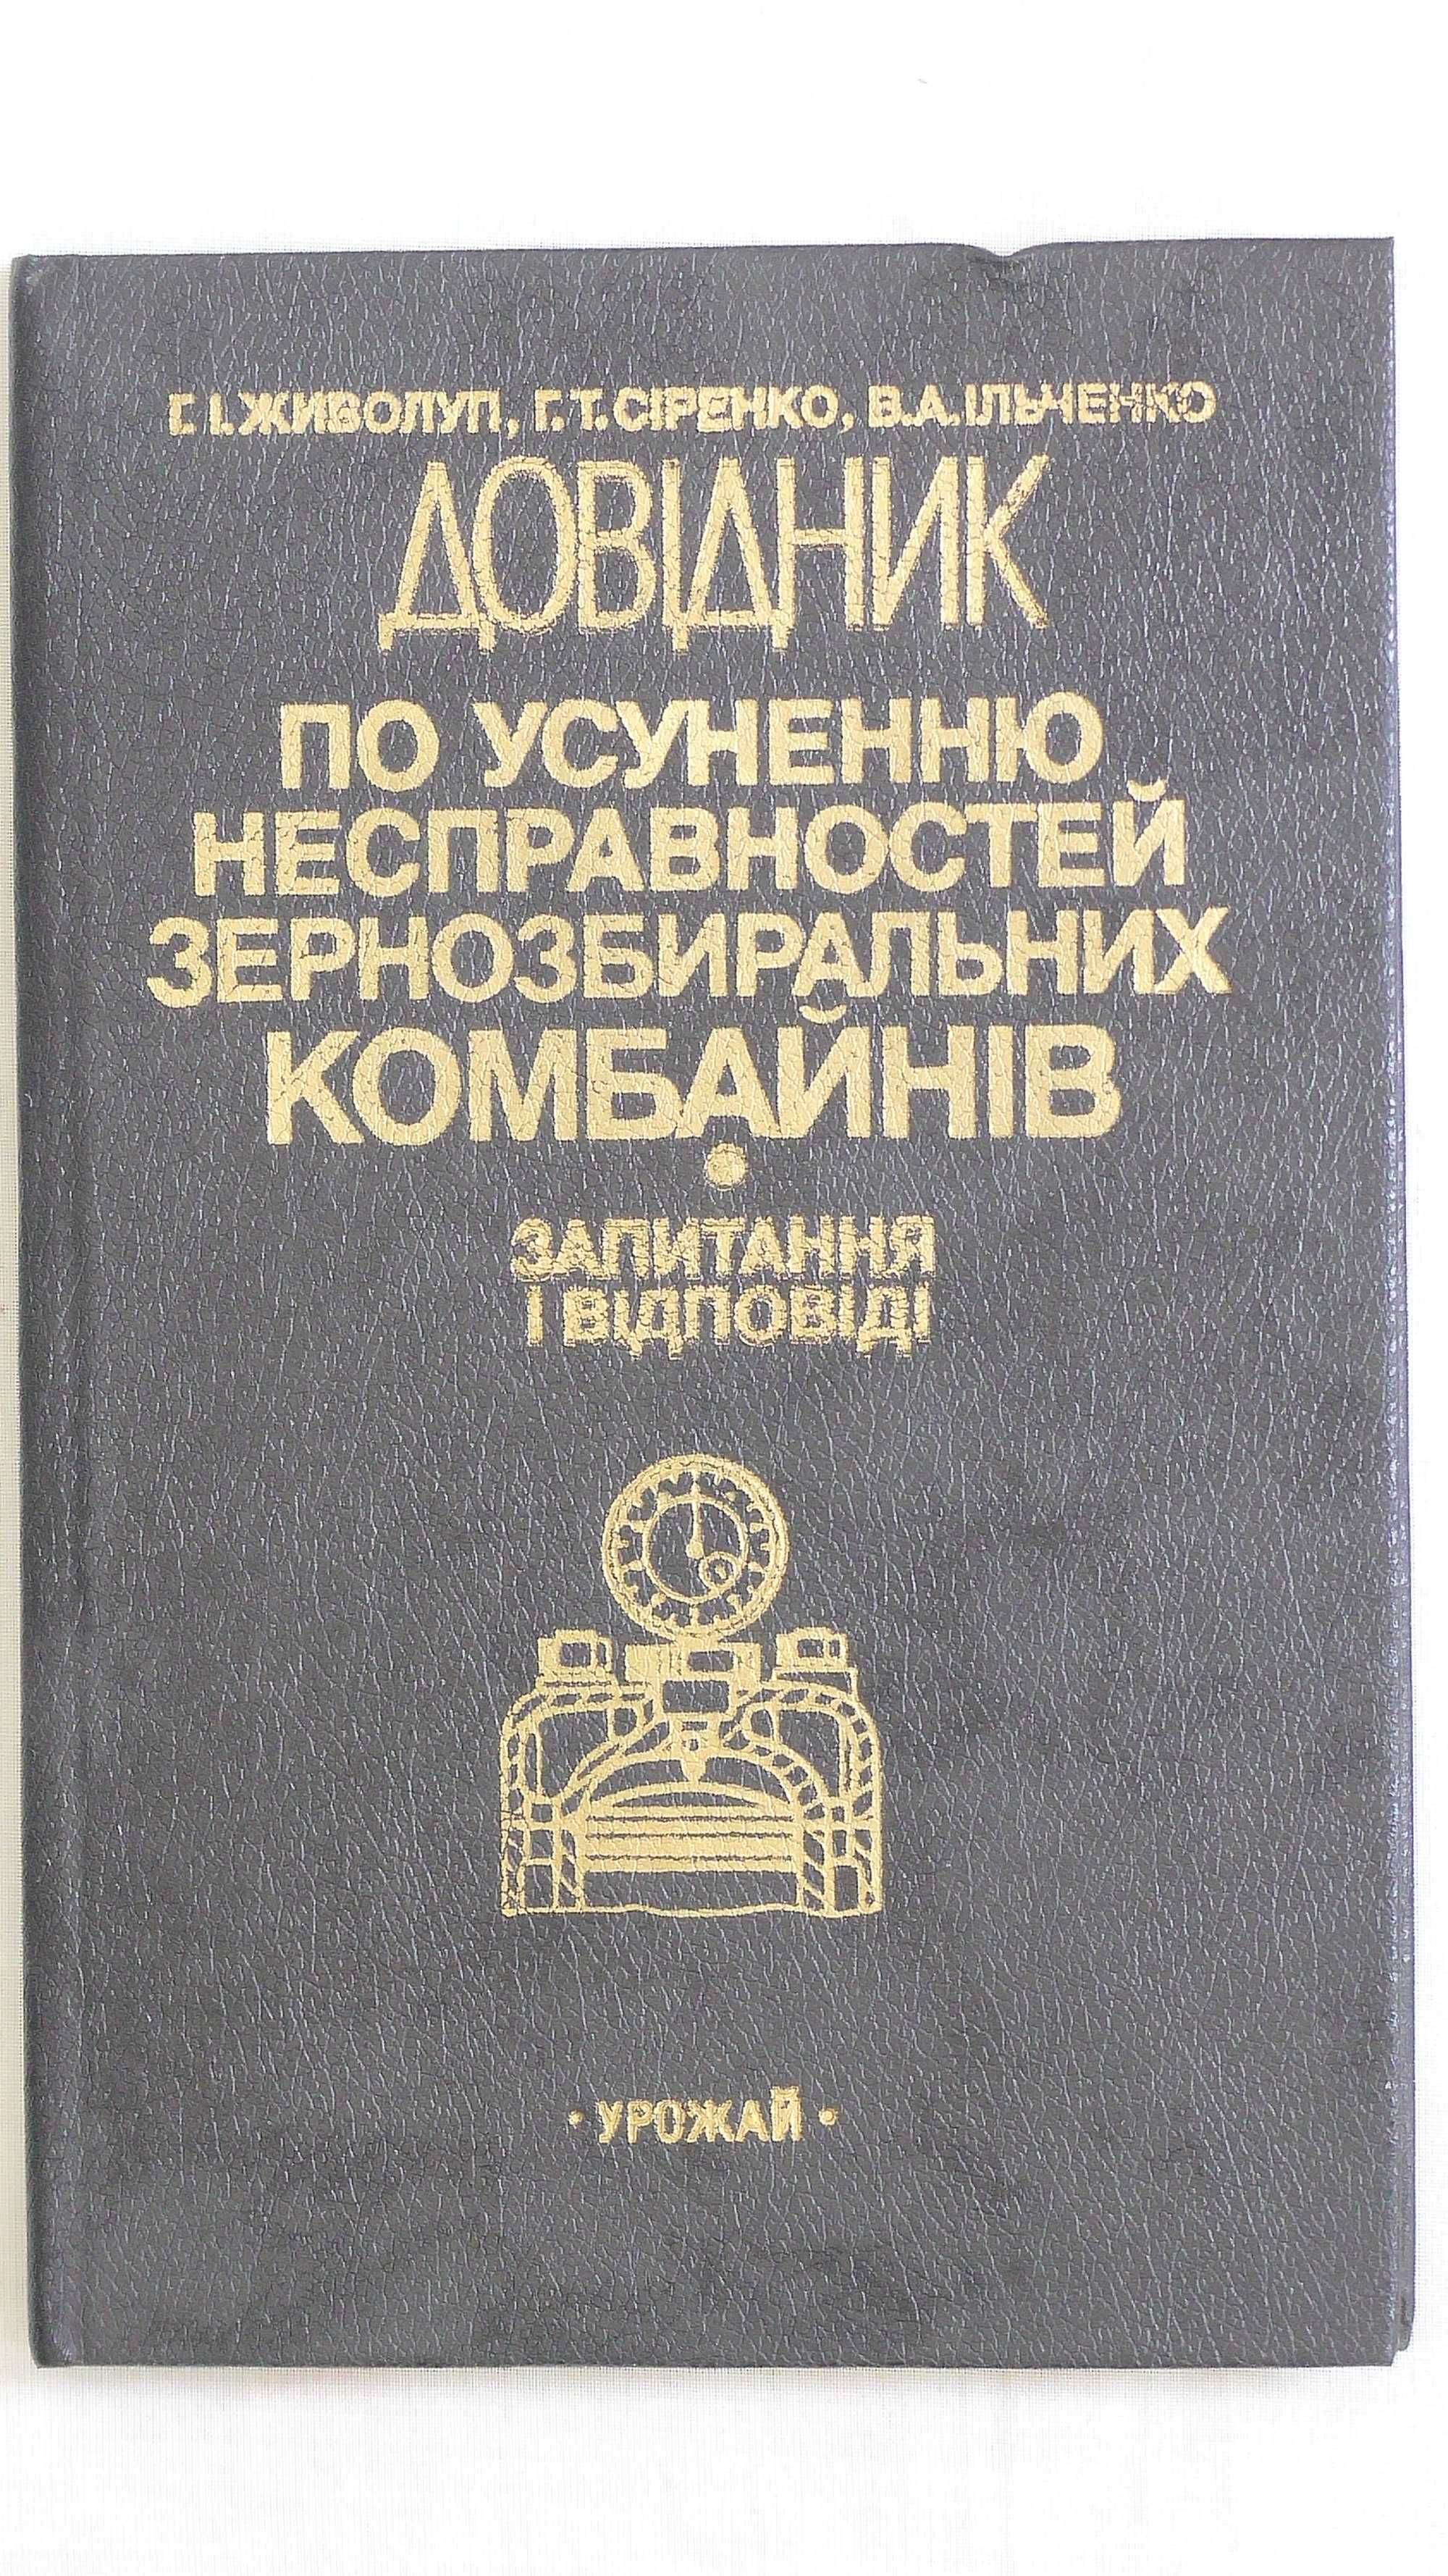 Г. І. ЖИВОЛУП, Г. Т. СІРЕНКО, В. А. ІЛЬЧЕНКО
ДОВІДНИК
ПО УСУНЕННЮ
НЕСПРАВНОСТЕЙ
ЗЕРНОЗБИРАЛЬНИХ
КОМБАЙНІВ
•
ЗАПИТАННЯ
І ВІДПОВІДІ
• УРОЖАЙ •